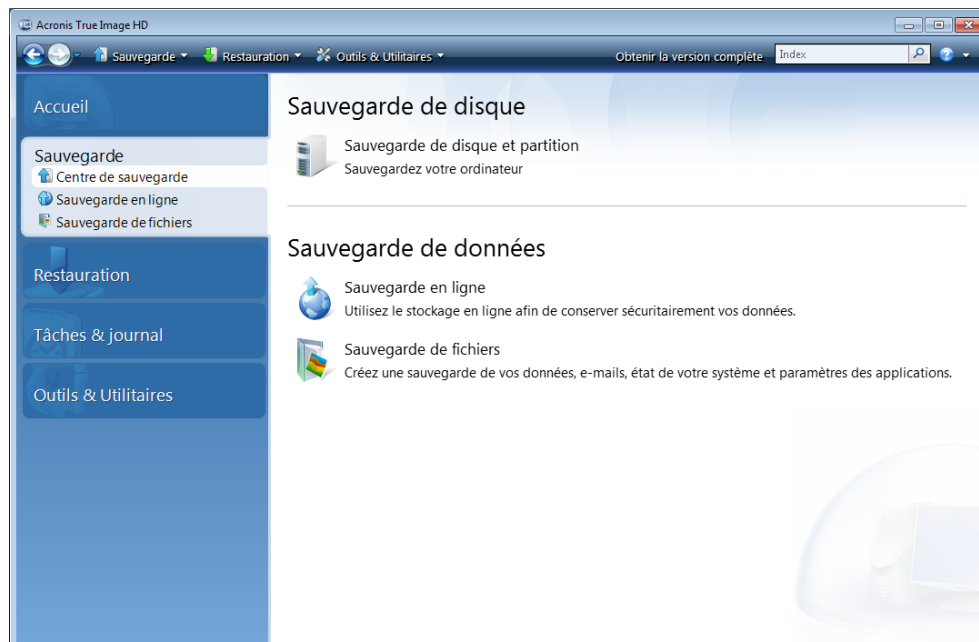 Acronis True Image HD
Sauvegarde
Restauration
Outils & Utilitaires
Obtenir la version complète
Index
Accueil
Sauvegarde
Centre de sauvegarde
Sauvegarde en ligne
Sauvegarde de fichiers
Restauration
Tâches & journal
Outils & Utilitaires
Sauvegarde de disque
Sauvegarde de disque et partition
Sauvegardez votre ordinateur
Sauvegarde de données
Sauvegarde en ligne
Utilisez le stockage en ligne afin de conserver sécuritairement vos données.
Sauvegarde de fichiers
Créez une sauvegarde de vos données, e-mails, état de votre système et paramètres des applications.